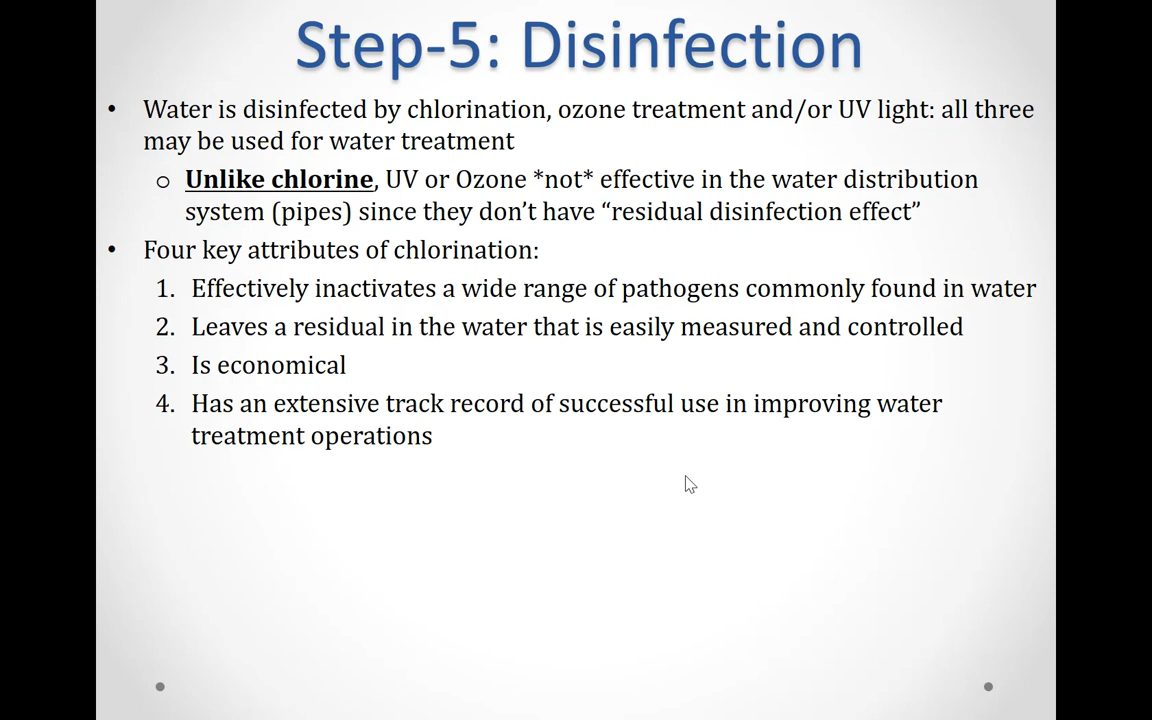 Step-5: Disinfection
• Water is disinfected by chlorination, ozone treatment and/or UV light: all three
may be used for water treatment
o Unlike chlorine, UV or Ozone *not* effective in the water distribution
system (pipes) since they don’t have “residual disinfection effect”
• Four key attributes of chlorination:
1. Effectively inactivates a wide range of pathogens commonly found in water
2. Leaves a residual in the water that is easily measured and controlled
3. Is economical
4. Has an extensive track record of successful use in improving water
treatment operations